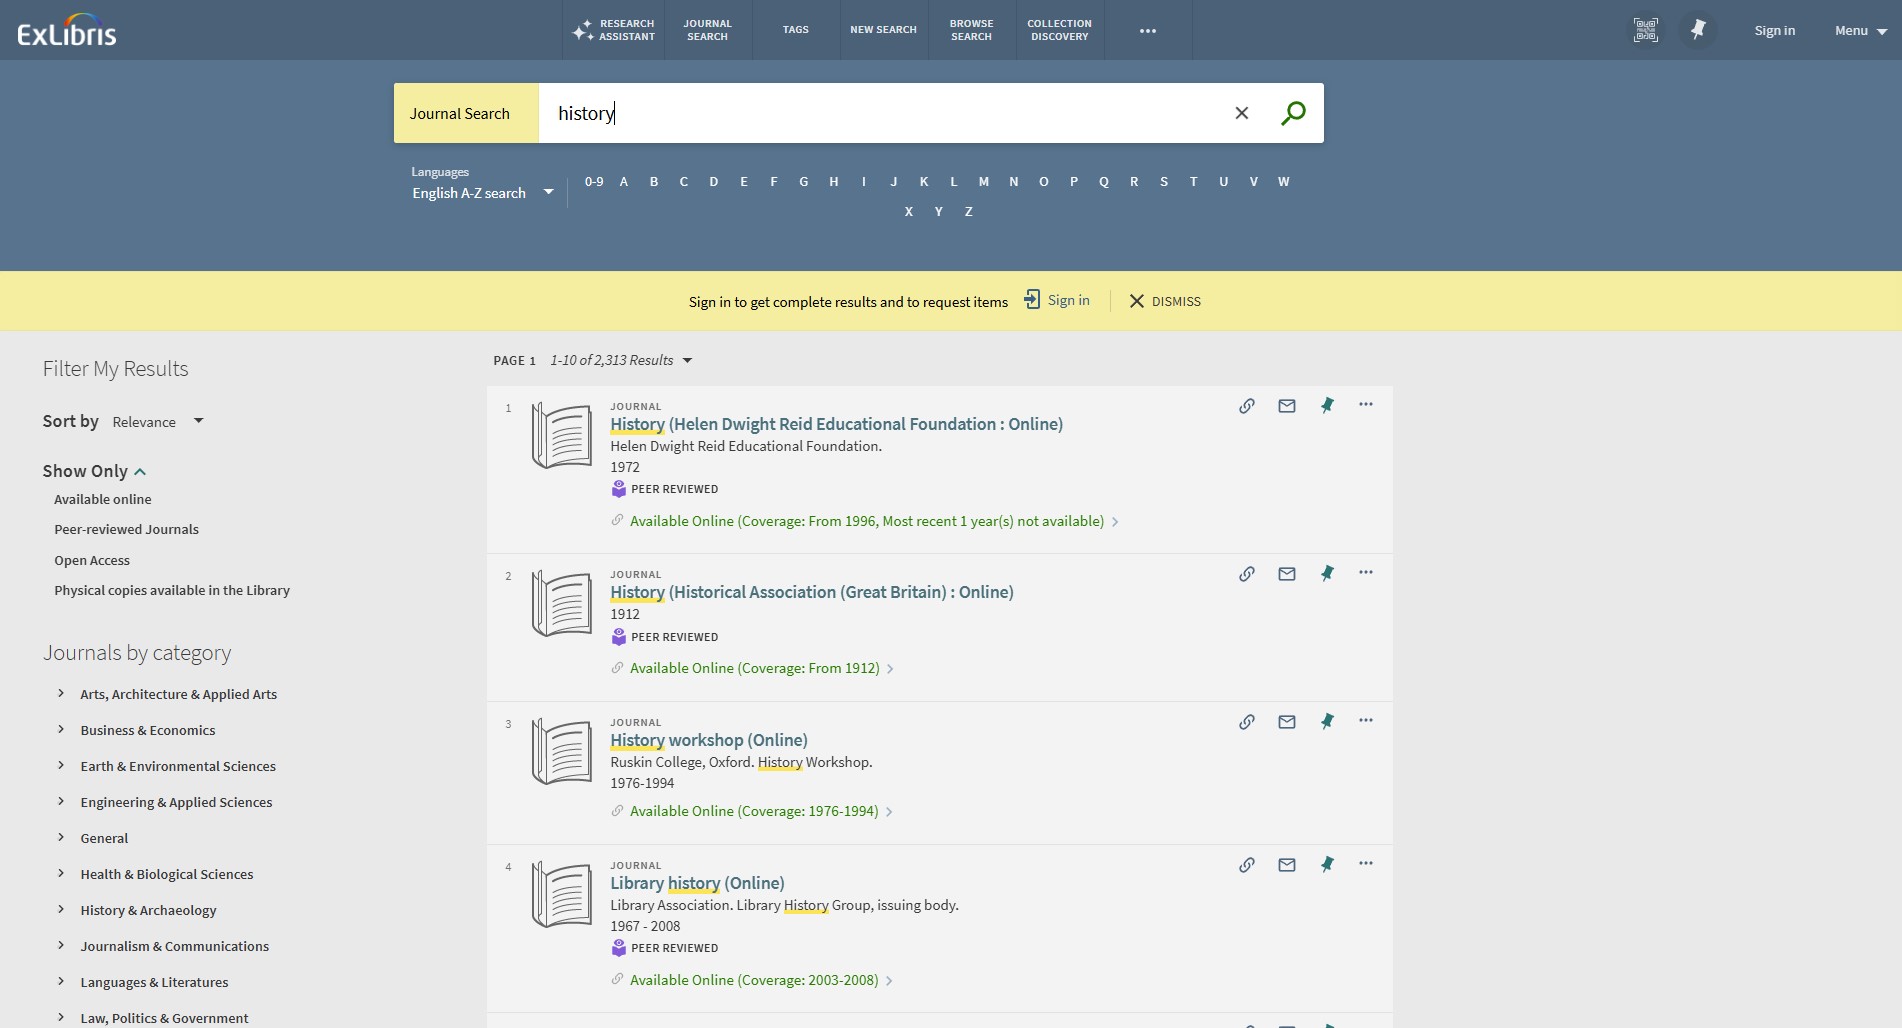 ExLibris
RESEARCH ASSISTANT
JOURNAL SEARCH
TAGS
NEW SEARCH
BROWSE SEARCH
COLLECTION DISCOVERY
Sign in
Menu
Journal Search
history
Languages
English A-Z search
0-9 A B C D E F G H I J K L M N O P Q R S T U V W
X Y Z
Sign in to get complete results and to request items
Sign in
DISMISS
Filter My Results
Sort by Relevance
Show Only
Available online
Peer-reviewed Journals
Open Access
Physical copies available in the Library
Journals by category
Arts, Architecture & Applied Arts
Business & Economics
Earth & Environmental Sciences
Engineering & Applied Sciences
General
Health & Biological Sciences
History & Archaeology
Journalism & Communications
Languages & Literatures
Law, Politics & Government
PAGE 1 1-10 of 2,313 Results
1
JOURNAL
History (Helen Dwight Reid Educational Foundation : Online)
Helen Dwight Reid Educational Foundation.
1972
PEER REVIEWED
Available Online (Coverage: From 1996, Most recent 1 year(s) not available)
2
JOURNAL
History (Historical Association (Great Britain) : Online)
1912
PEER REVIEWED
Available Online (Coverage: From 1912)
3
JOURNAL
History workshop (Online)
Ruskin College, Oxford. History Workshop.
1976-1994
Available Online (Coverage: 1976-1994)
4
JOURNAL
Library history (Online)
Library Association. Library History Group, issuing body.
1967 - 2008
PEER REVIEWED
Available Online (Coverage: 2003-2008)